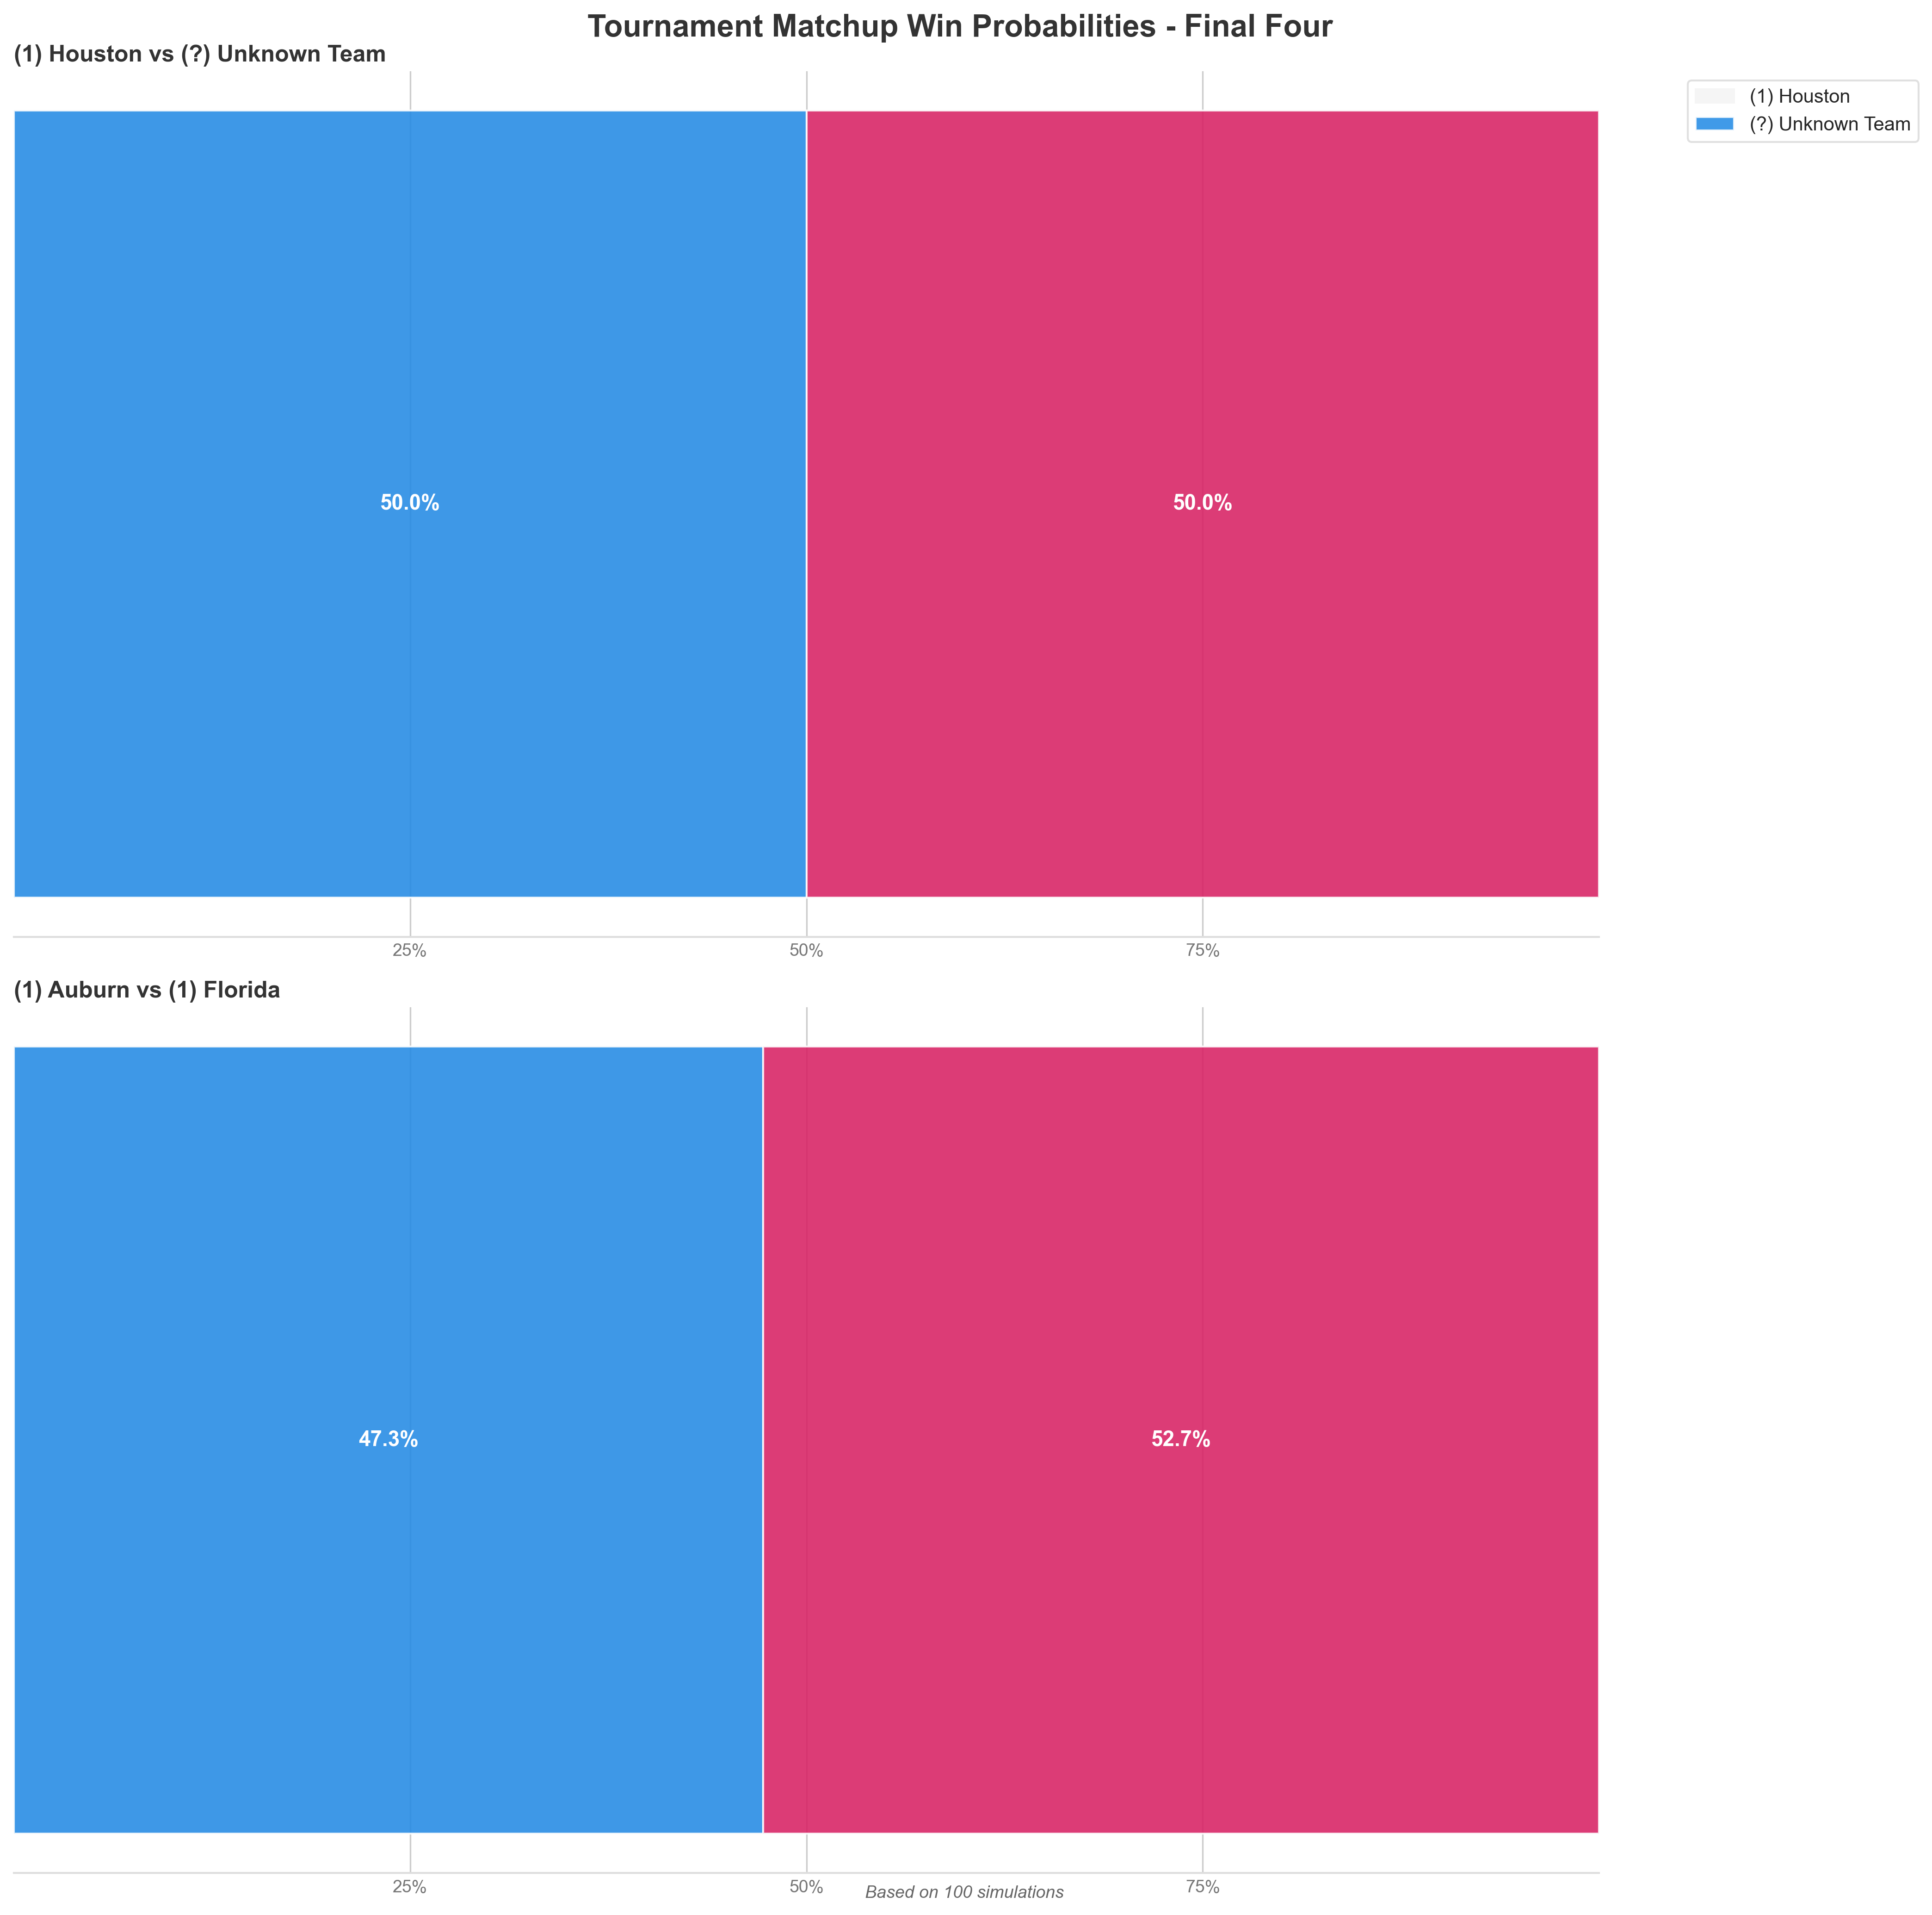 Tournament Matchup Win Probabilities - Final Four
(1) Houston vs (?) Unknown Team
(1) Houston
(?) Unknown Team
50.0%
50.0%
25%
50%
75%
(1) Auburn vs (1) Florida
47.3%
52.7%
25%
50%
75%
Based on 100 simulations